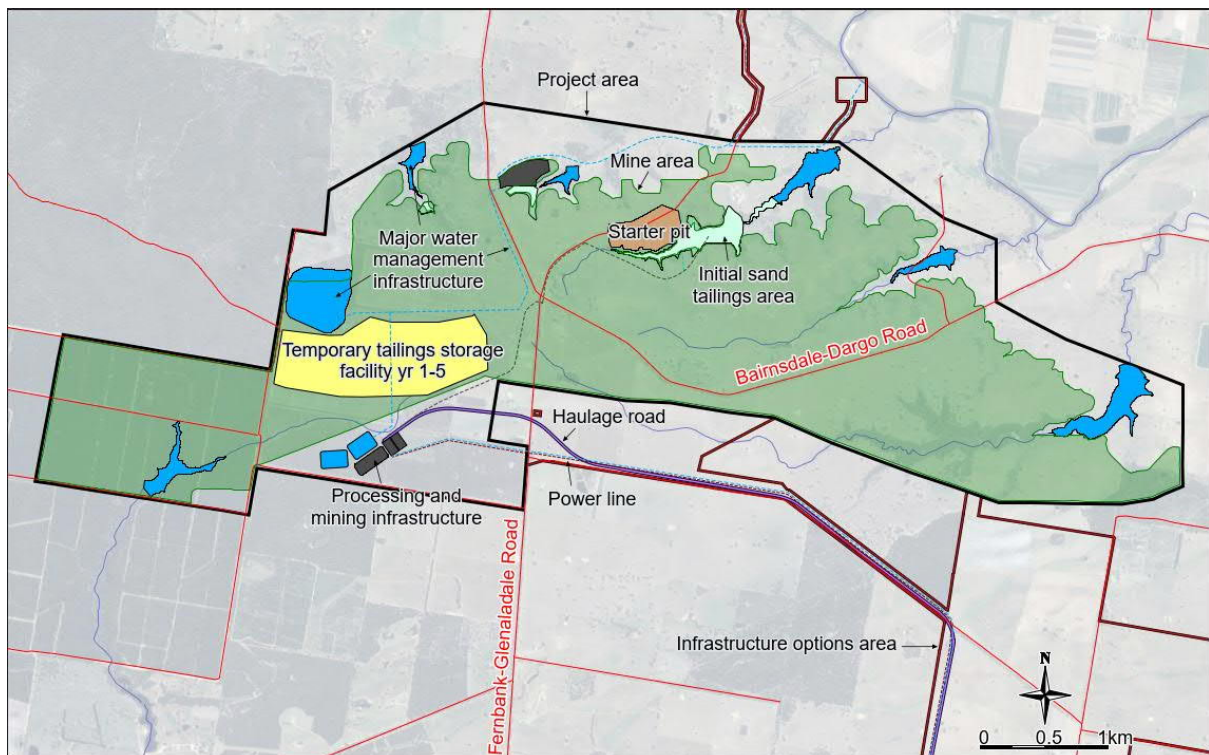 Project area
Mine area
Starter pit
Major water
management
infrastructure
Initial sand
tailings area
Temporary tailings storage
facility yr 1-5
Bairnsdale-Dargo Road
Haulage road
Processing and
mining infrastructure
Power line
Fernbank-Glenaladale Road
Infrastructure options area
N
0 0.5 1km